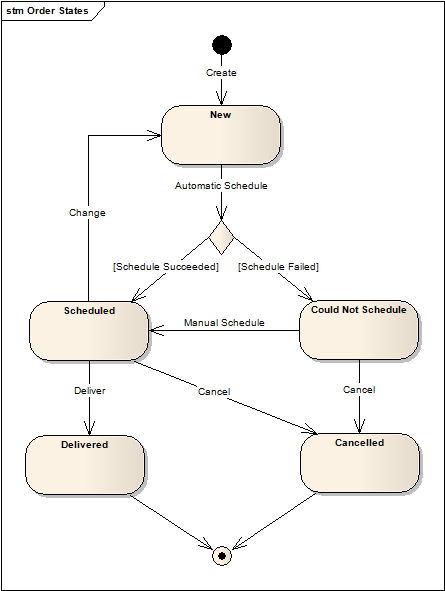 stm Order States
Create
New
Automatic Schedule
Change
[Schedule Succeeded]
[Schedule Failed]
Scheduled
Could Not Schedule
Manual Schedule
Deliver
Cancel
Cancel
Delivered
Cancelled